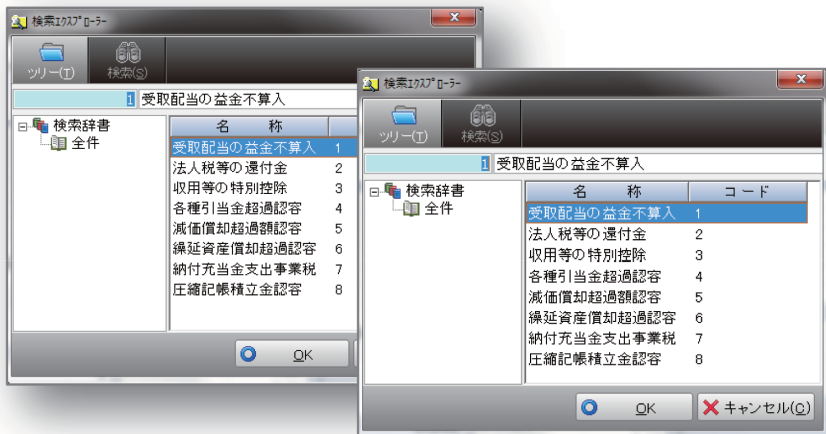 検索ｴｸｽﾌﾟﾛｰﾗｰ
ツリー(T)
検索(S)
1 受取配当の益金不算入
検索辞書
全件
名 称
受取配当の益金不算入 1
法人税等の還付金 2
収用等の特別控除 3
各種引当金超過認容 4
減価償却超過額認容 5
繰延資産償却超過認容 6
納付充当金支出事業税 7
圧縮記帳積立金認容 8
OK
検索ｴｸｽﾌﾟﾛｰﾗｰ
ツリー(T)
検索(S)
1 受取配当の益金不算入
検索辞書
全件
名 称 コード
受取配当の益金不算入 1
法人税等の還付金 2
収用等の特別控除 3
各種引当金超過認容 4
減価償却超過額認容 5
繰延資産償却超過認容 6
納付充当金支出事業税 7
圧縮記帳積立金認容 8
OK
キャンセル(C)